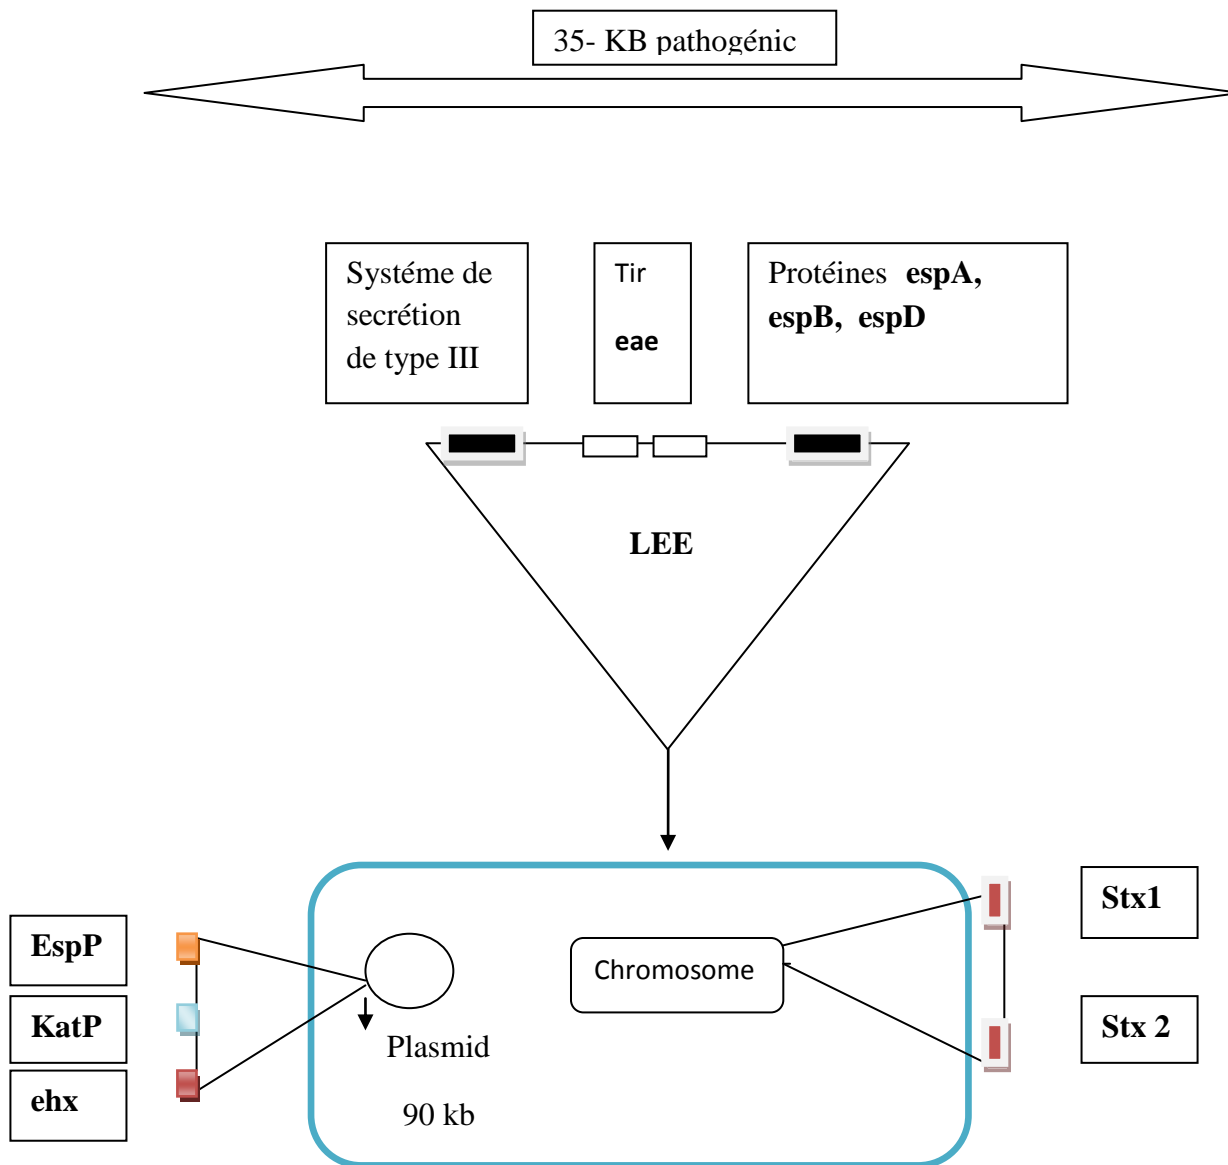 35- KB pathogénic
Systéme de
secrétion
de type III
Tir
eae
Protéines espA,
espB, espD
LEE
EspP
KatP
ehx
Plasmid
90 kb
Chromosome
Stx1
Stx 2